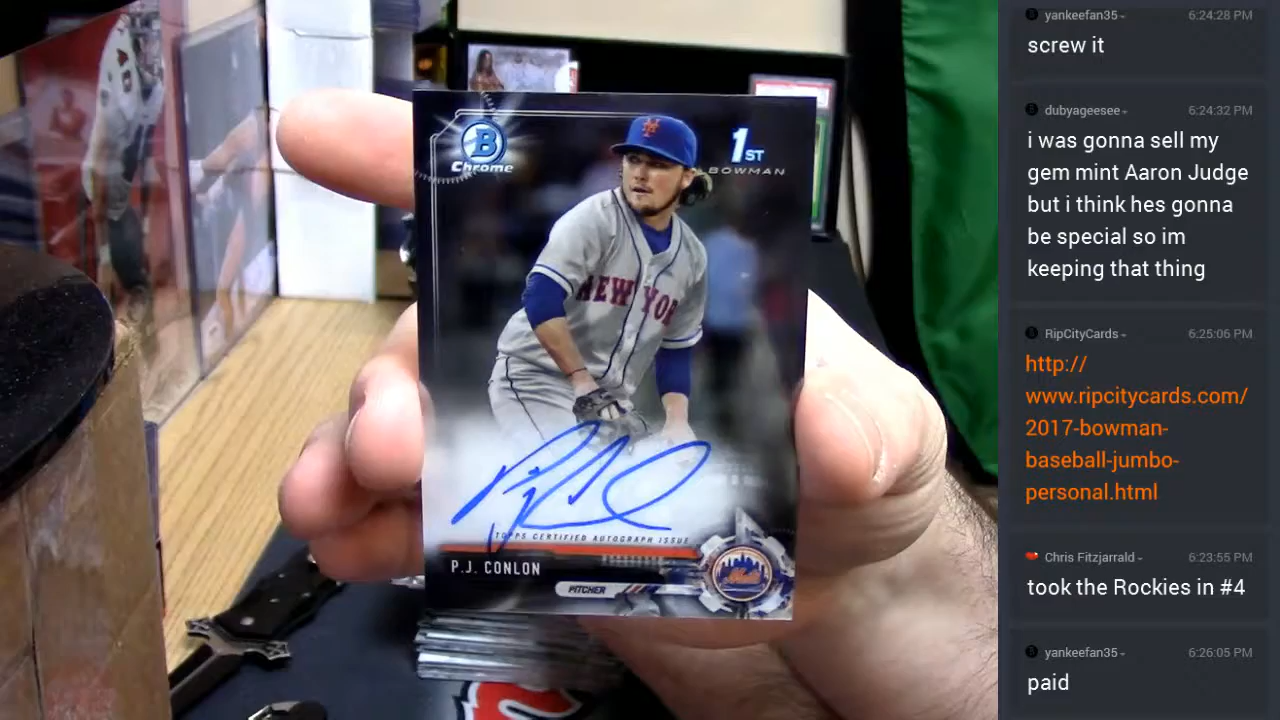 B
Chrome
1ST
BOWMAN
NEW YOR
TOPPS CERTIFIED AUTOGRAPH ISSUE
P.J. CONLON
PITCHER
Mets
yankeefan35
6:24:28 PM
screw it
dubyageesee
6:24:32 PM
i was gonna sell my
gem mint Aaron Judge
but i think hes gonna
be special so im
keeping that thing
RipCityCards
6:25:06 PM
http://
www.ripcitycards.com/
2017-bowman-
baseball-jumbo-
personal.html
Chris Fitzjarrald
6:23:55 PM
took the Rockies in #4
yankeefan35
6:26:05 PM
paid